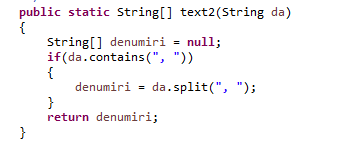 public static String[] text2(String da)
{
String[] denumiri = null;
if(da.contains(", "))
{
denumiri = da.split(", ");
}
return denumiri;
}